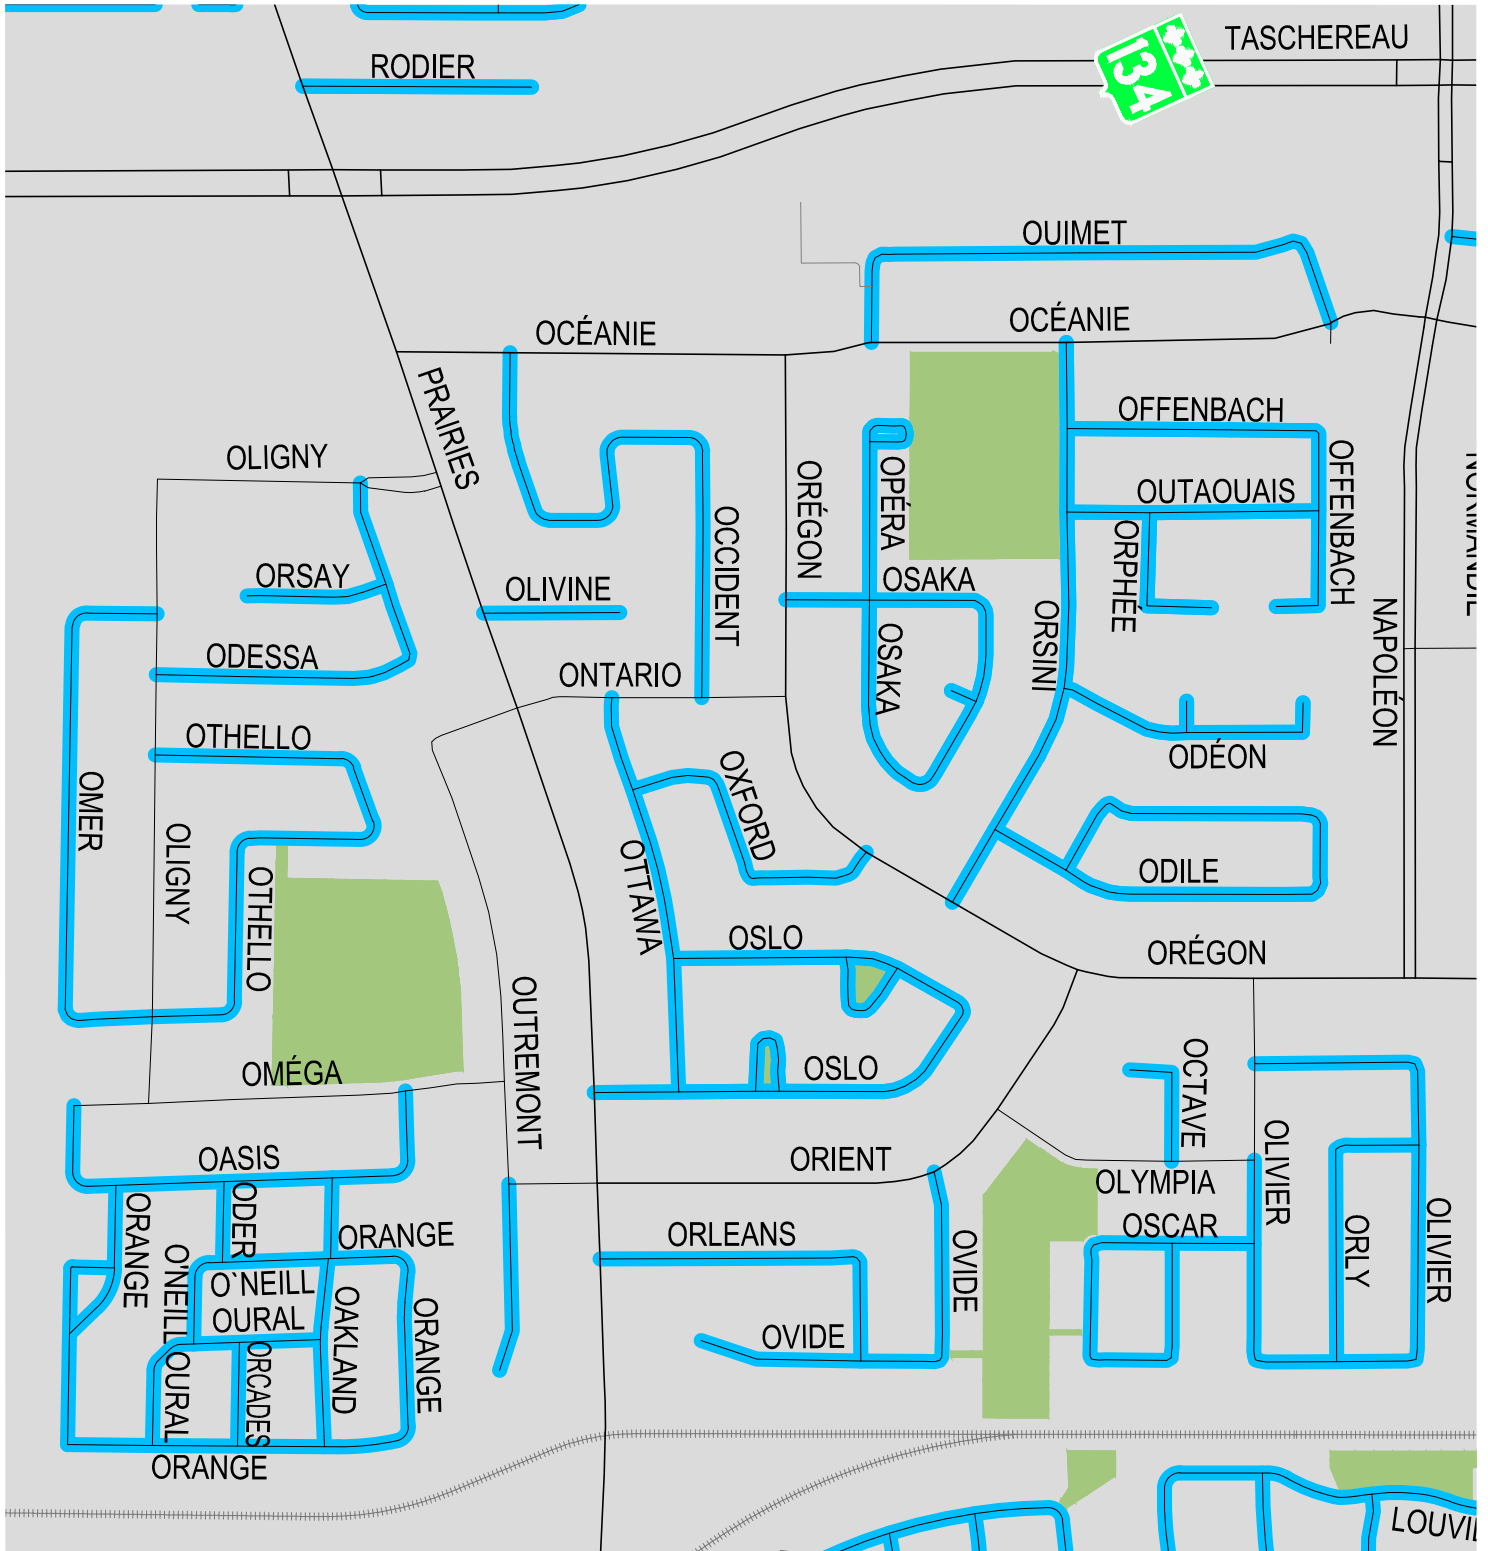 TASCHEREAU
RODIER
134
OUIMET
OCÉANIE
OCÉANIE
PRAIRIES
OFFENBACH
OLIGNY
OFFENBACH
OPÉRA
ORÉGON
OUTAOUAIS
OCCIDENT
ORPHÉE
ORSAY
OLIVINE
OSAKA
NAPOLÉON
ORSINI
OSAKA
ODESSA
ONTARIO
OTHELLO
ODÉON
OXFORD
OMER
OLIGNY
OTTAWA
ODILE
OTHELLO
OSLO
ORÉGON
OUTREMONT
OMÉGA
OSLO
OCTAVE
OLIVIER
OASIS
ORIENT
OLYMPIA
ORANGE
ODER
ORANGE
ORLEANS
OSCAR
OVIDE
ORLY
OLIVIER
O'NEILL
O`NEILL
OURAL
OAKLAND
ORANGE
OVIDE
OURAL
ORCADES
ORANGE